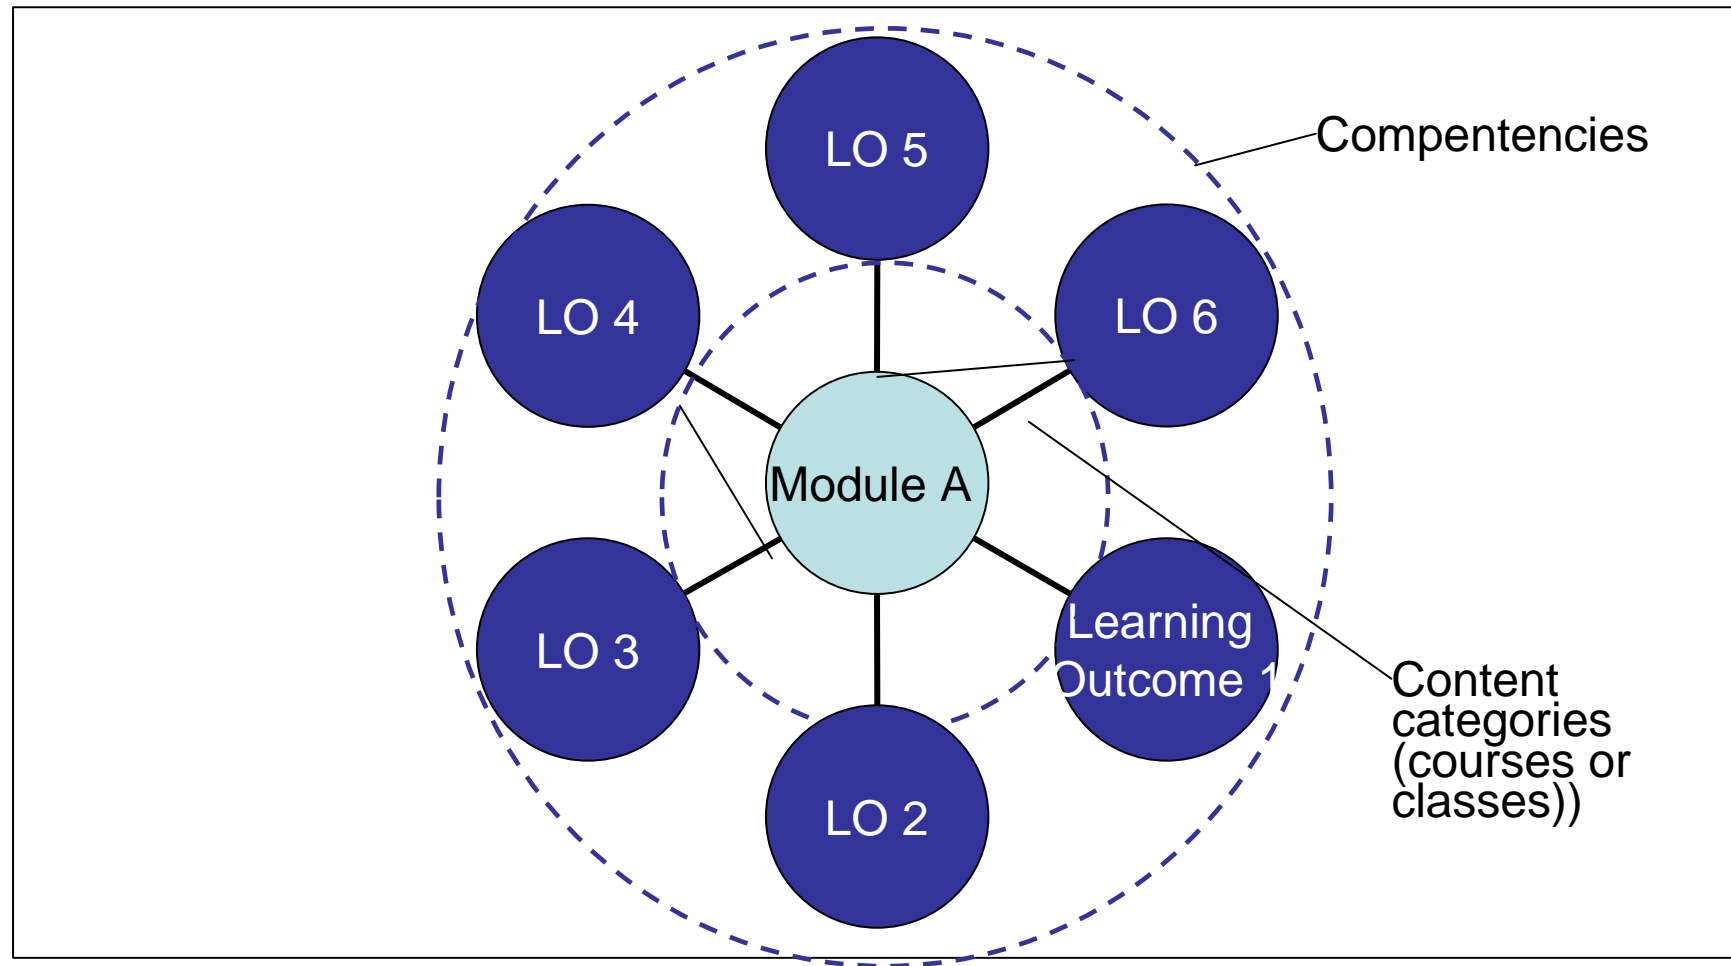 LO 5
Compentencies
LO 4
LO 6
Module A
Learning
Outcome 1
LO 3
Content
categories
(courses or
classes))
LO 2